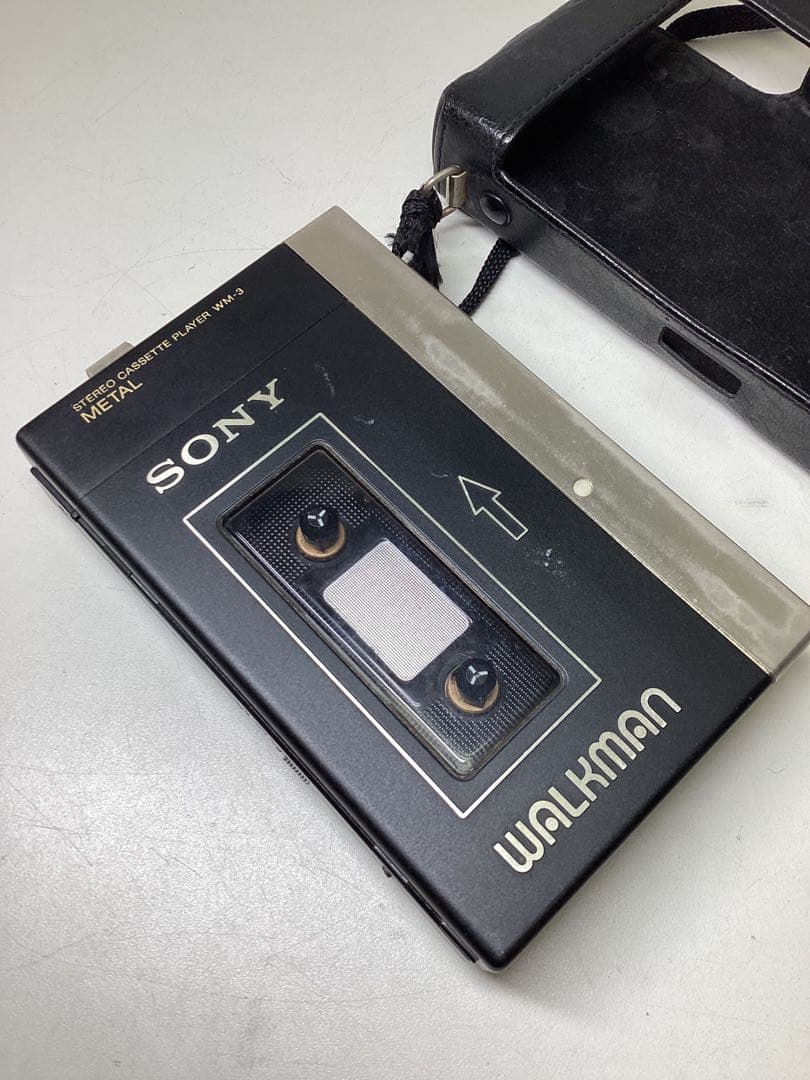 STEREO CASSETTE PLAYER WM-3
METAL
SONY
WALKMAN